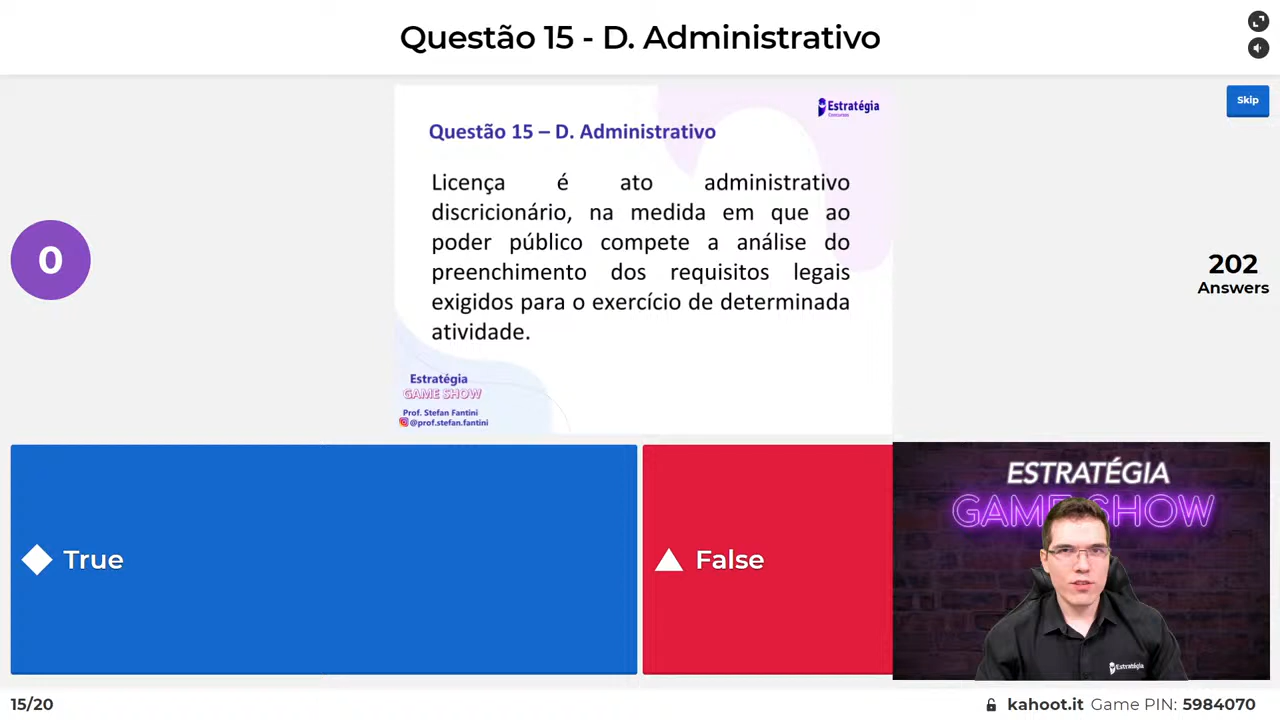 Questão 15 - D. Administrativo
Skip
Estratégia
Concursos
Questão 15 – D. Administrativo
Licença é ato administrativo
discricionário, na medida em que ao
poder público compete a análise do
preenchimento dos requisitos legais
exigidos para o exercício de determinada
atividade.
0
202
Answers
Estratégia
GAME SHOW
Prof. Stefan Fantini
@prof.stefan.fantini
True
False
ESTRATÉGIA
GAME SHOW
Estratégia
15/20
kahoot.it Game PIN: 5984070